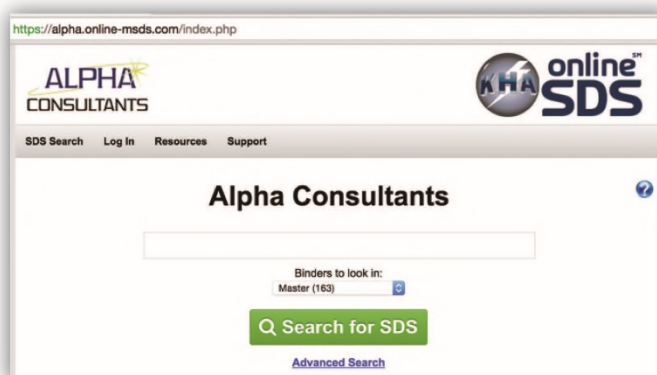 https://alpha.online-msds.com/index.php
ALPHA
CONSULTANTS
KHA online SM
SDS
SDS Search Log In Resources Support
Alpha Consultants
?
Binders to look in:
Master (163)
Search for SDS
Advanced Search